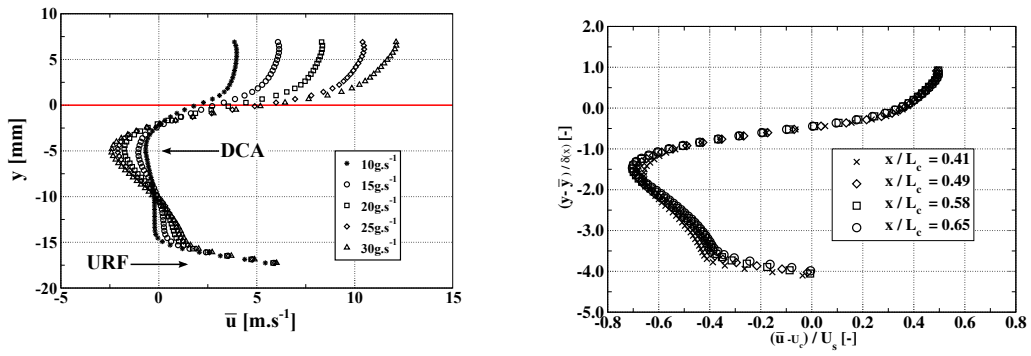 10
5
0
-5
-10
-15
-20
y [mm]
DCA
URF
10g.s-1
15g.s-1
20g.s-1
25g.s-1
30g.s-1
-5 0 5 10 15
u̅ [m.s-1]
2.0
1.0
0.0
-1.0
-2.0
-3.0
-4.0
-5.0
(y- y̅) / δ(x) [-]
x / Lc = 0.41
x / Lc = 0.49
x / Lc = 0.58
x / Lc = 0.65
-0.8 -0.6 -0.4 -0.2 0.0 0.2 0.4 0.6 0.8
(u̅ -Uc) / Us [-]